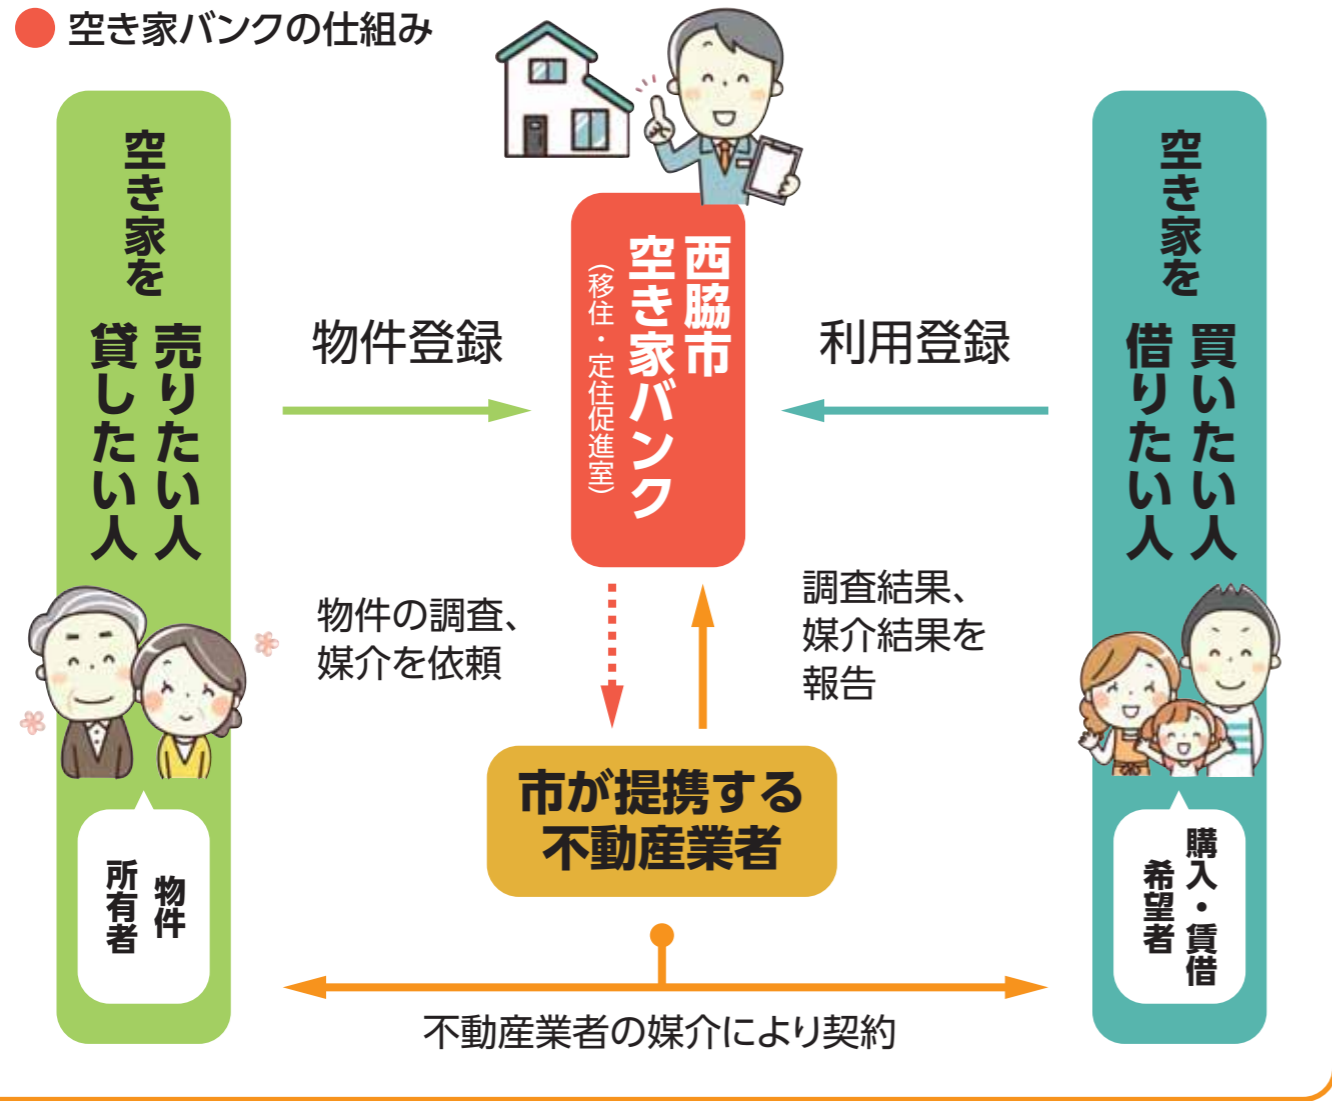 空き家バンクの仕組み
空き家を
売りたい人
貸したい人
物件
所有者
物件登録
西脇市
空き家バンク
（移住・定住促進室）
利用登録
空き家を
買いたい人
借りたい人
購入・賃借
希望者
物件の調査、
媒介を依頼
調査結果、
媒介結果を
報告
市が提携する
不動産業者
不動産業者の媒介により契約